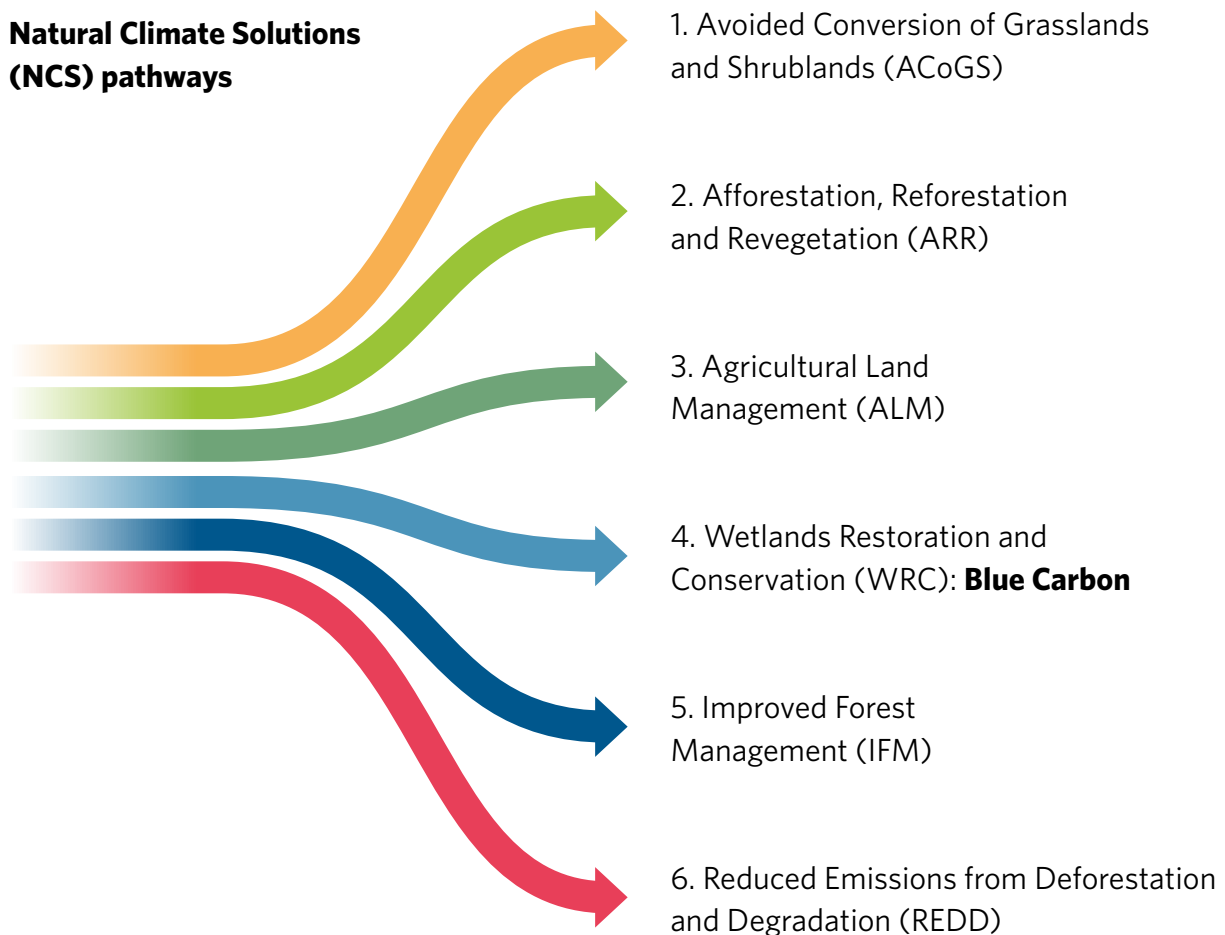 Natural Climate Solutions
(NCS) pathways
1. Avoided Conversion of Grasslands
and Shrublands (ACoGS)
2. Afforestation, Reforestation
and Revegetation (ARR)
3. Agricultural Land
Management (ALM)
4. Wetlands Restoration and
Conservation (WRC): Blue Carbon
5. Improved Forest
Management (IFM)
6. Reduced Emissions from Deforestation
and Degradation (REDD)